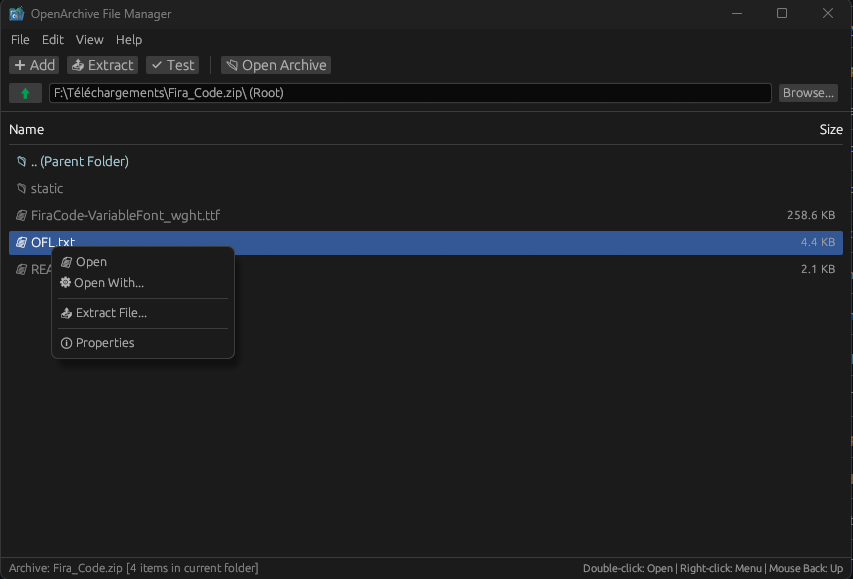 OpenArchive File Manager
File Edit View Help
+ Add Extract Test Open Archive
F:\Téléchargements\Fira_Code.zip\ (Root) Browse...
Name Size
.. (Parent Folder)
static
FiraCode-VariableFont_wght.ttf 258.6 KB
OFL.txt 4.4 KB
REA 2.1 KB
Open
Open With...
Extract File...
Properties
Archive: Fira_Code.zip [4 items in current folder] Double-click: Open | Right-click: Menu | Mouse Back: Up